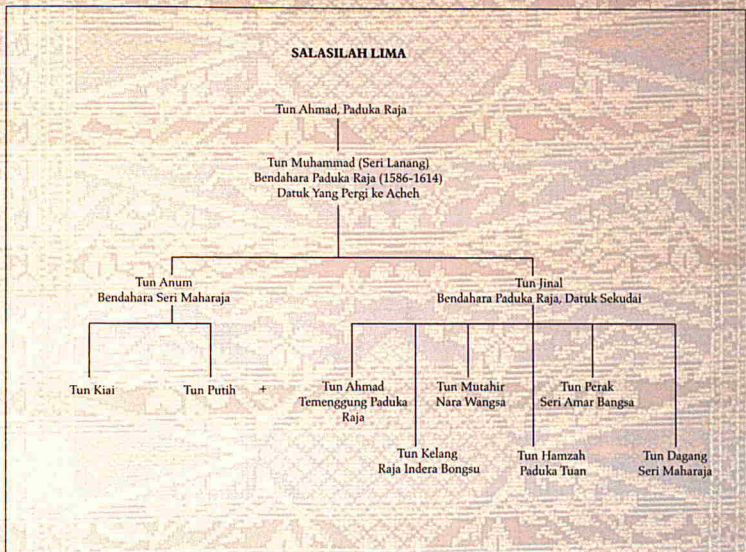 SALASILAH LIMA
Tun Ahmad, Paduka Raja
Tun Muhammad (Seri Lanang)
Bendahara Paduka Raja (1586-1614)
Datuk Yang Pergi ke Acheh
Tun Anum
Bendahara Seri Maharaja
Tun Jinal
Bendahara Paduka Raja, Datuk Sekudai
Tun Kiai
Tun Putih
+
Tun Ahmad
Temenggung Paduka
Raja
Tun Mutahir
Nara Wangsa
Tun Perak
Seri Amar Bangsa
Tun Kelang
Raja Indera Bongsu
Tun Hamzah
Paduka Tuan
Tun Dagang
Seri Maharaja